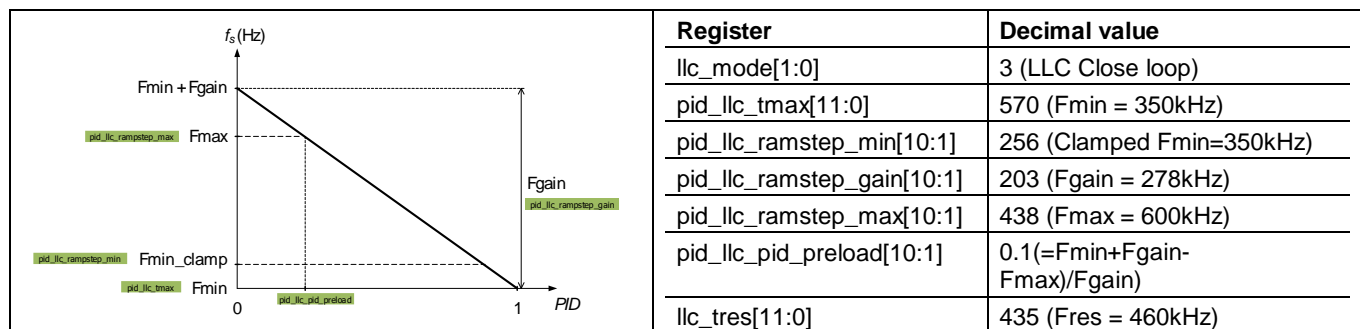 fs (Hz)
Fmin + Fgain
pid_llc_rampstep_max Fmax
Fgain
pid_llc_rampstep_gain
pid_llc_rampstep_min Fmin_clamp
pid_llc_tmax Fmin
0 pid_llc_pid_preload 1 PID
Register Decimal value
llc_mode[1:0] 3 (LLC Close loop)
pid_llc_tmax[11:0] 570 (Fmin = 350kHz)
pid_llc_ramstep_min[10:1] 256 (Clamped Fmin=350kHz)
pid_llc_ramstep_gain[10:1] 203 (Fgain = 278kHz)
pid_llc_ramstep_max[10:1] 438 (Fmax = 600kHz)
pid_llc_pid_preload[10:1] 0.1(=Fmin+Fgain-
Fmax)/Fgain)
llc_tres[11:0] 435 (Fres = 460kHz)